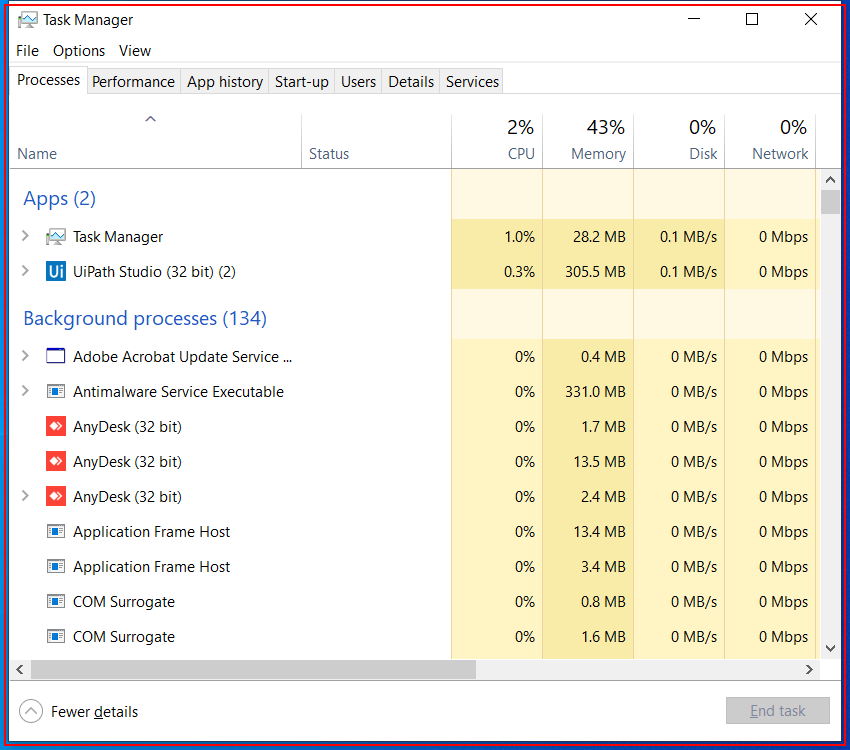 Task Manager
File Options View
Processes Performance App history Start-up Users Details Services
2% 43% 0% 0%
Name Status CPU Memory Disk Network
Apps (2)
Task Manager 1.0% 28.2 MB 0.1 MB/s 0 Mbps
Ui UiPath Studio (32 bit) (2) 0.3% 305.5 MB 0.1 MB/s 0 Mbps
Background processes (134)
Adobe Acrobat Update Service ... 0% 0.4 MB 0 MB/s 0 Mbps
Antimalware Service Executable 0% 331.0 MB 0 MB/s 0 Mbps
AnyDesk (32 bit) 0% 1.7 MB 0 MB/s 0 Mbps
AnyDesk (32 bit) 0% 13.5 MB 0 MB/s 0 Mbps
AnyDesk (32 bit) 0% 2.4 MB 0 MB/s 0 Mbps
Application Frame Host 0% 13.4 MB 0 MB/s 0 Mbps
Application Frame Host 0% 3.4 MB 0 MB/s 0 Mbps
COM Surrogate 0% 0.8 MB 0 MB/s 0 Mbps
COM Surrogate 0% 1.6 MB 0 MB/s 0 Mbps
Fewer details End task